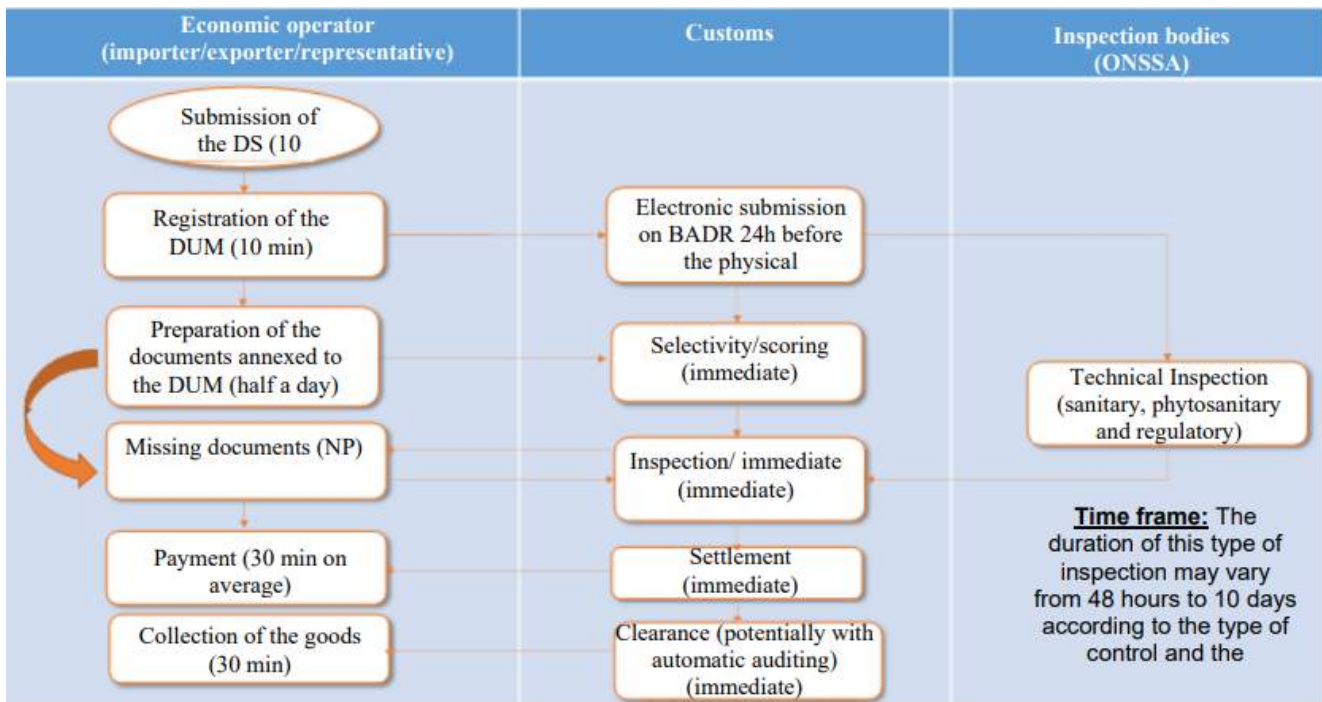 Economic operator
(importer/exporter/representative)
Customs
Inspection bodies
(ONSSA)
Submission of
the DS (10
Registration of the
DUM (10 min)
Electronic submission
on BADR 24h before
the physical
Preparation of the
documents annexed to
the DUM (half a day)
Selectivity/scoring
(immediate)
Technical Inspection
(sanitary, phytosanitary
and regulatory)
Missing documents (NP)
Inspection/ immediate
(immediate)
Time frame: The
duration of this type of
inspection may vary
from 48 hours to 10 days
according to the type of
control and the
Payment (30 min on
average)
Settlement
(immediate)
Collection of the goods
(30 min)
Clearance (potentially with
automatic auditing)
(immediate)